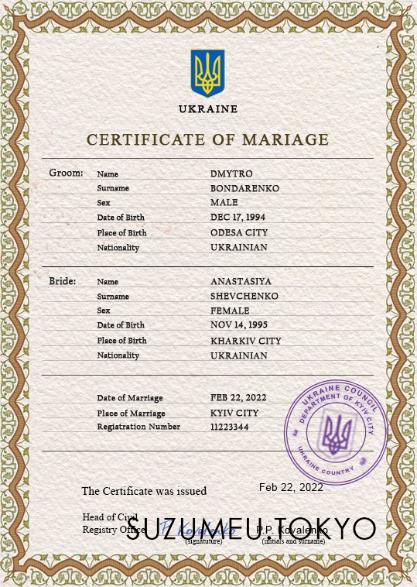 UKRAINE
CERTIFICATE OF MARIAGE
Groom: Name DMYTRO
Surname BONDARENKO
Sex MALE
Date of Birth DEC 17, 1994
Place of Birth ODESA CITY
Nationality UKRAINIAN
Bride: Name ANASTASIYA
Surname SHEVCHENKO
Sex FEMALE
Date of Birth NOV 14, 1995
Place of Birth KHARKIV CITY
Nationality UKRAINIAN
Date of Marriage FEB 22, 2022
Place of Marriage KYIV CITY
Registration Number 11223344
UKRAINE COUNCIL
DEPARTMENT OF KYIV CITY
UKRAINE COUNTRY
The Certificate was issued Feb 22, 2022
Head of Civil
Registry Office Kovalenko P.P. Kovalenko
SUZUMEU.TOKYO
(signuture) (initials and surname)